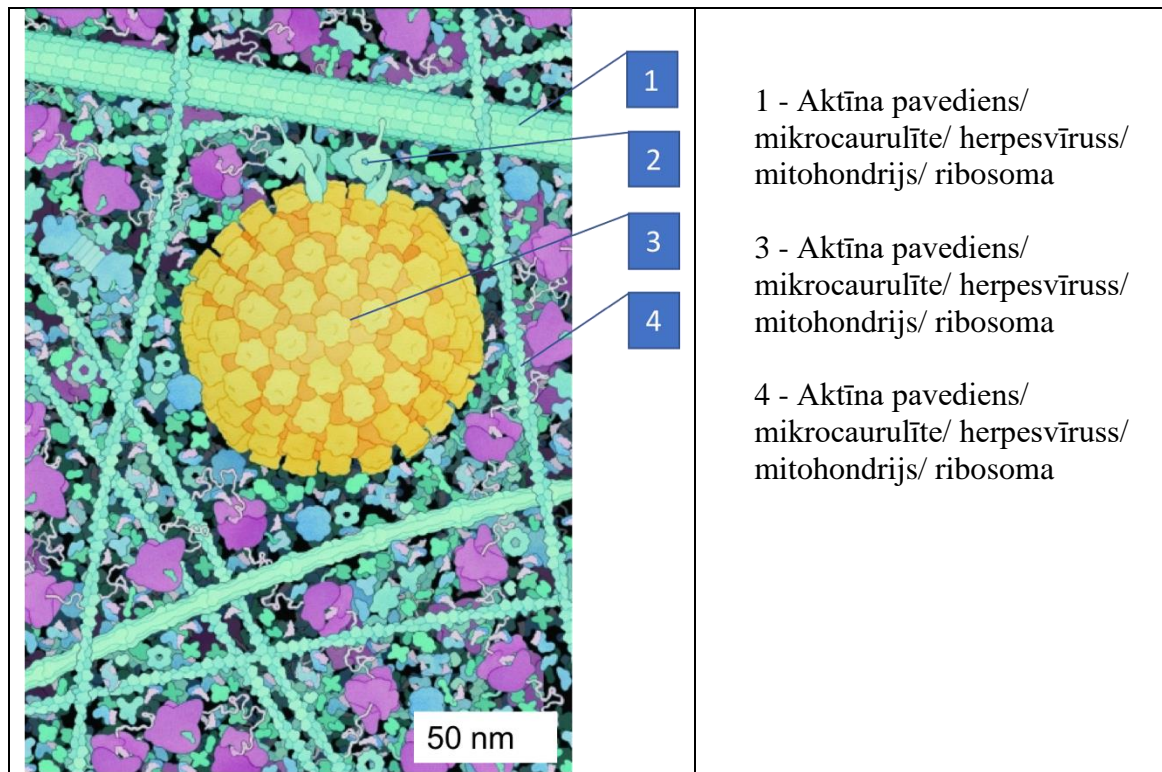 1
2
3
4
50 nm
1 - Aktīna pavediens/
mikrocaurulīte/ herpesvīruss/
mitohondrijs/ ribosoma
3 - Aktīna pavediens/
mikrocaurulīte/ herpesvīruss/
mitohondrijs/ ribosoma
4 - Aktīna pavediens/
mikrocaurulīte/ herpesvīruss/
mitohondrijs/ ribosoma